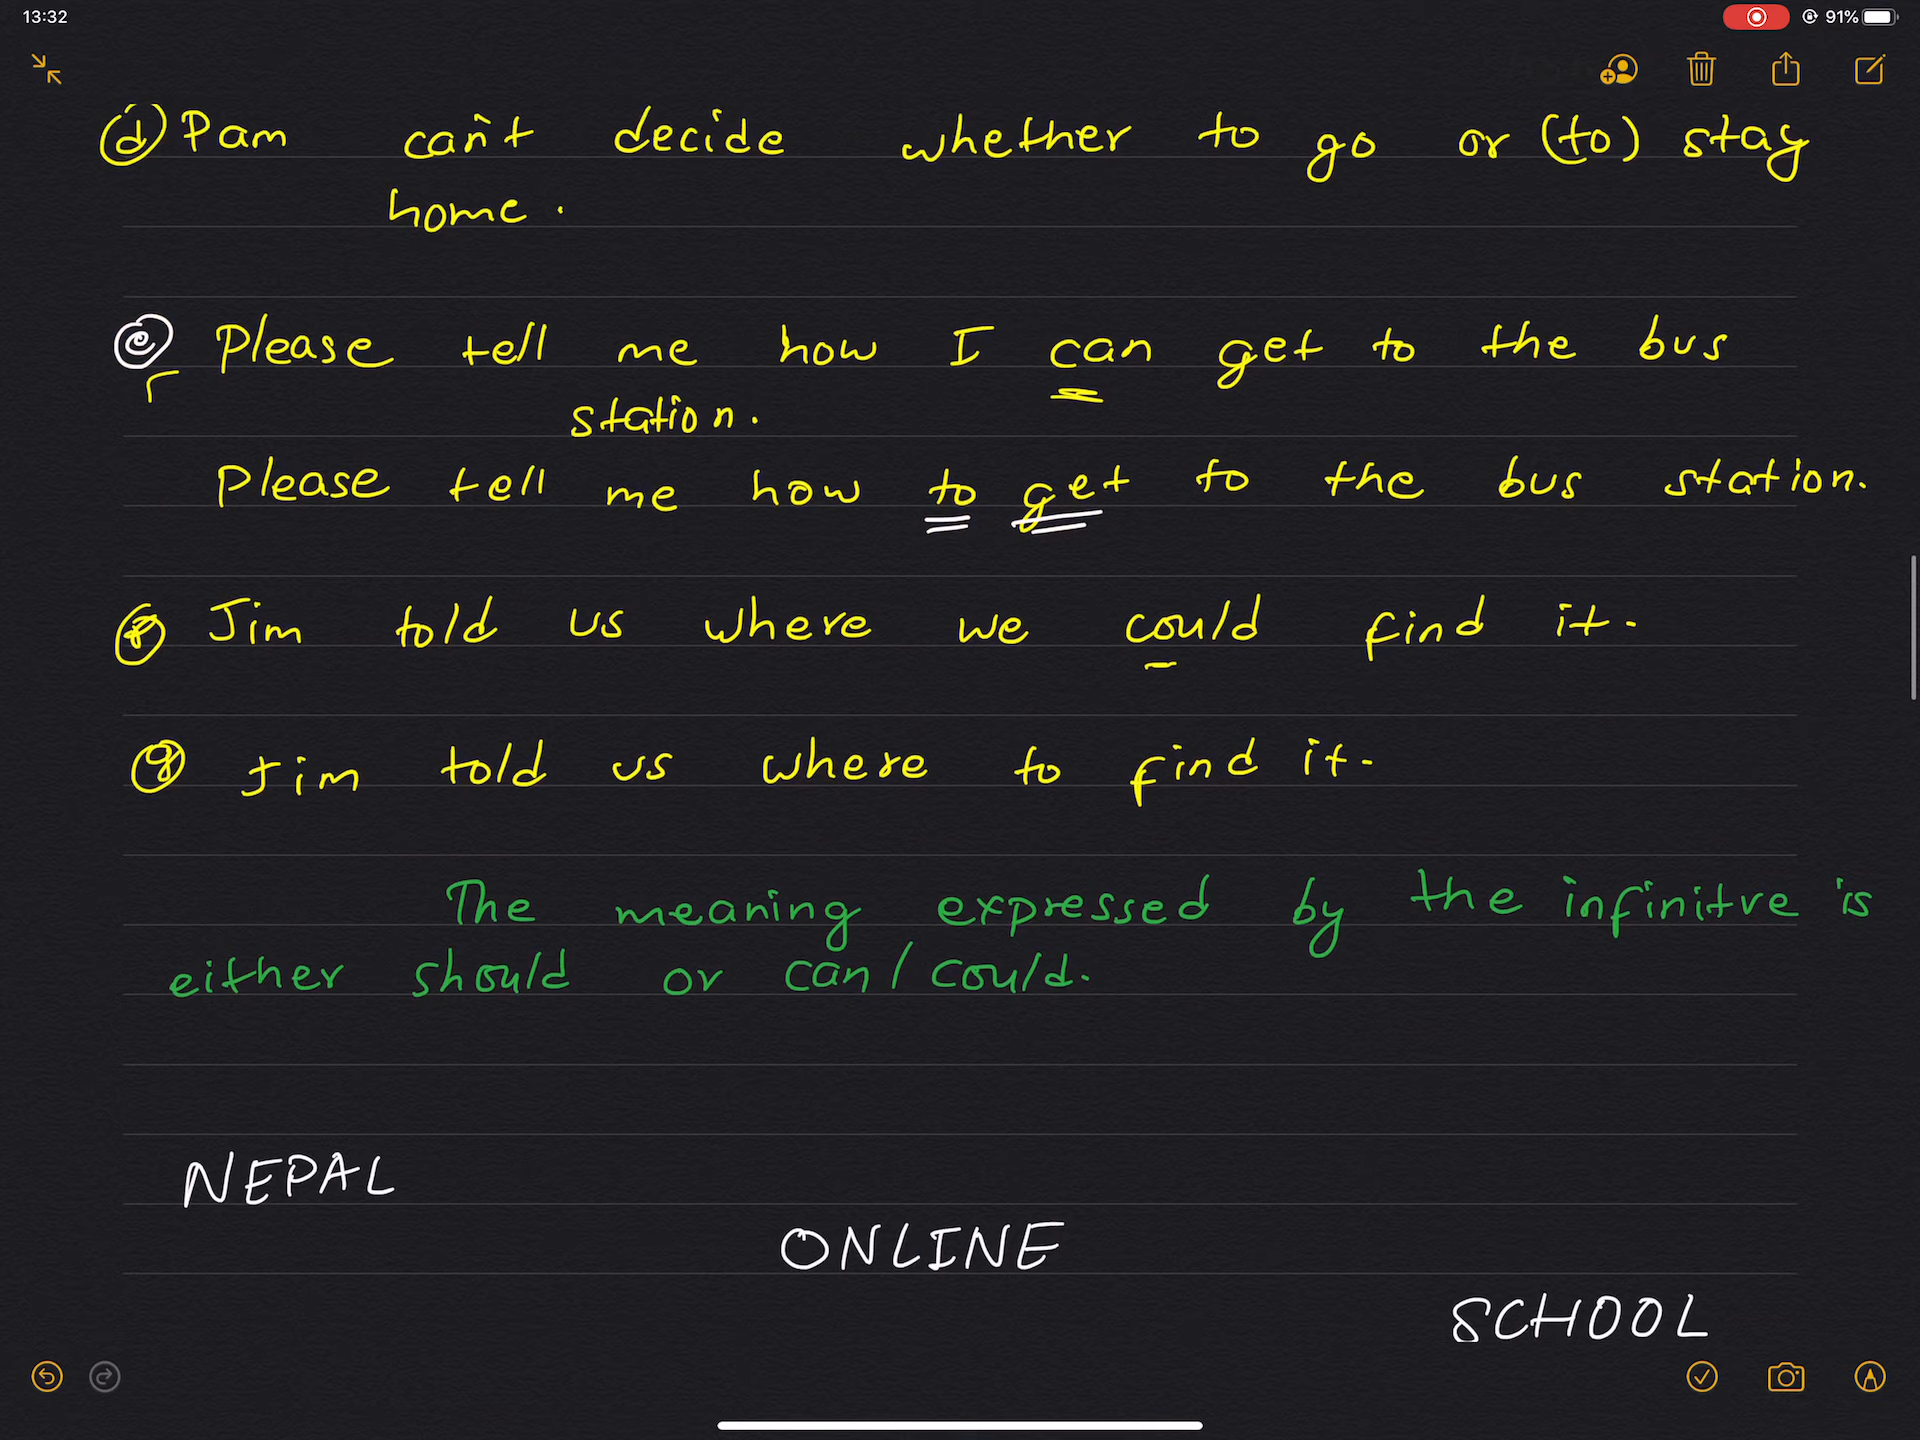 13:32
91%
(d) Pam can't decide whether to go or (to) stay
home.
(e) Please tell me how I can get to the bus
station.
Please tell me how to get to the bus station.
(f) Jim told us where we could find it.
(g) Jim told us where to find it.
The meaning expressed by the infinitve is
either should or can/could.
NEPAL
ONLINE
SCHOOL